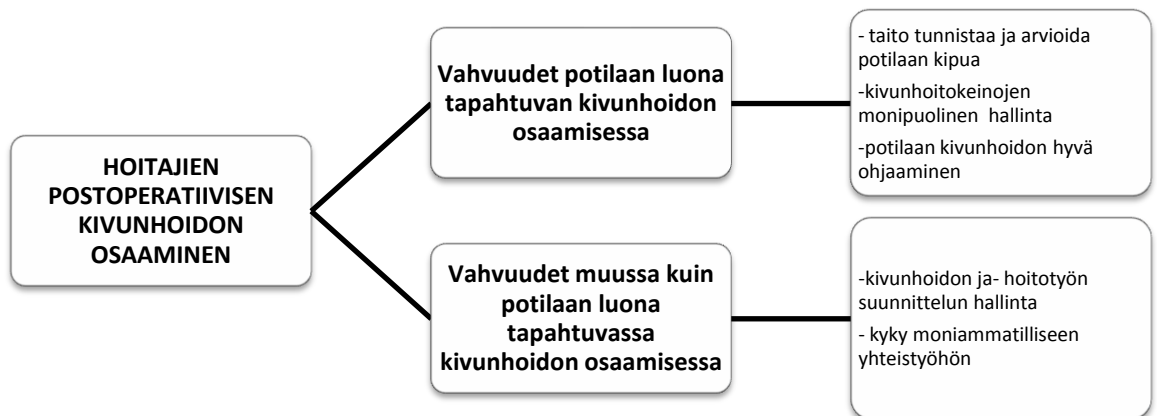 HOITAJIEN
POSTOPERATIIVISEN
KIVUNHOIDON
OSAAMINEN
Vahvuudet potilaan luona
tapahtuvan kivunhoidon
osaamisessa
- taito tunnistaa ja arvioida
potilaan kipua
-kivunhoitokeinojen
monipuolinen hallinta
-potilaan kivunhoidon hyvä
ohjaaminen
Vahvuudet muussa kuin
potilaan luona
tapahtuvassa
kivunhoidon osaamisessa
-kivunhoidon ja- hoitotyön
suunnittelun hallinta
- kyky moniammatilliseen
yhteistyöhön